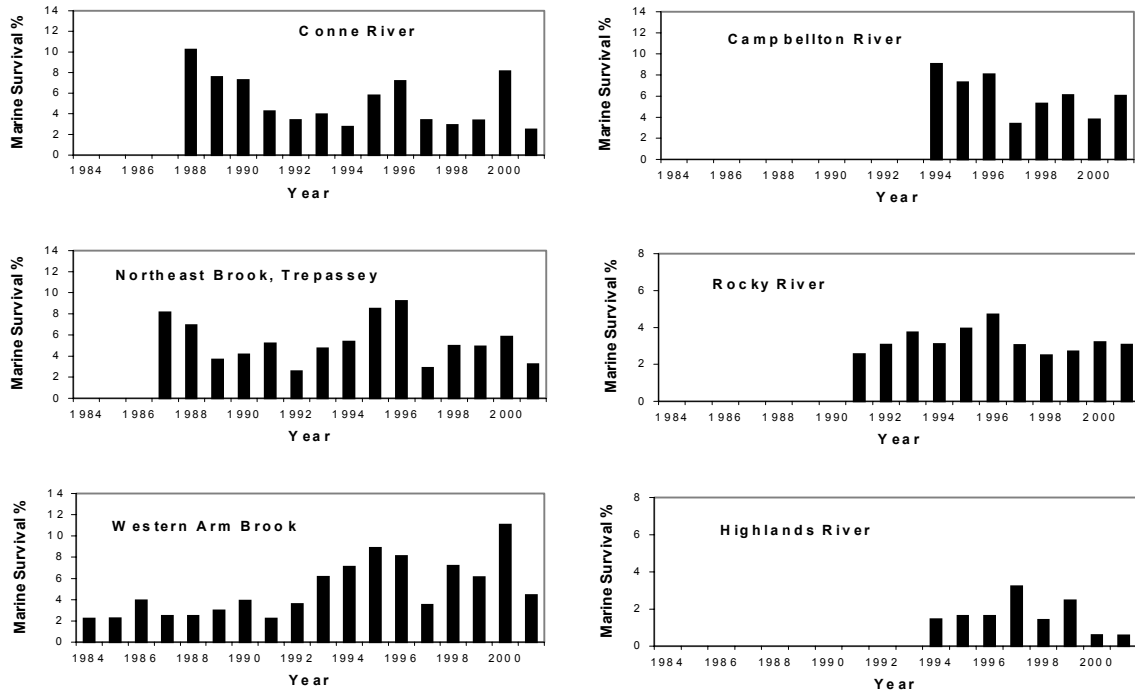 Conne River
Marine Survival %
14
12
10
8
6
4
2
0
1984 1986 1988 1990 1992 1994 1996 1998 2000
Year
Campbellton River
Marine Survival %
14
12
10
8
6
4
2
0
1984 1986 1988 1990 1992 1994 1996 1998 2000
Year
Northeast Brook, Trepassey
Marine Survival %
14
12
10
8
6
4
2
0
1984 1986 1988 1990 1992 1994 1996 1998 2000
Year
Rocky River
Marine Survival %
8
6
4
2
0
1984 1986 1988 1990 1992 1994 1996 1998 2000
Year
Western Arm Brook
Marine Survival %
14
12
10
8
6
4
2
0
1984 1986 1988 1990 1992 1994 1996 1998 2000
Year
Highlands River
Marine Survival %
8
6
4
2
0
1984 1986 1988 1990 1992 1994 1996 1998 2000
Year